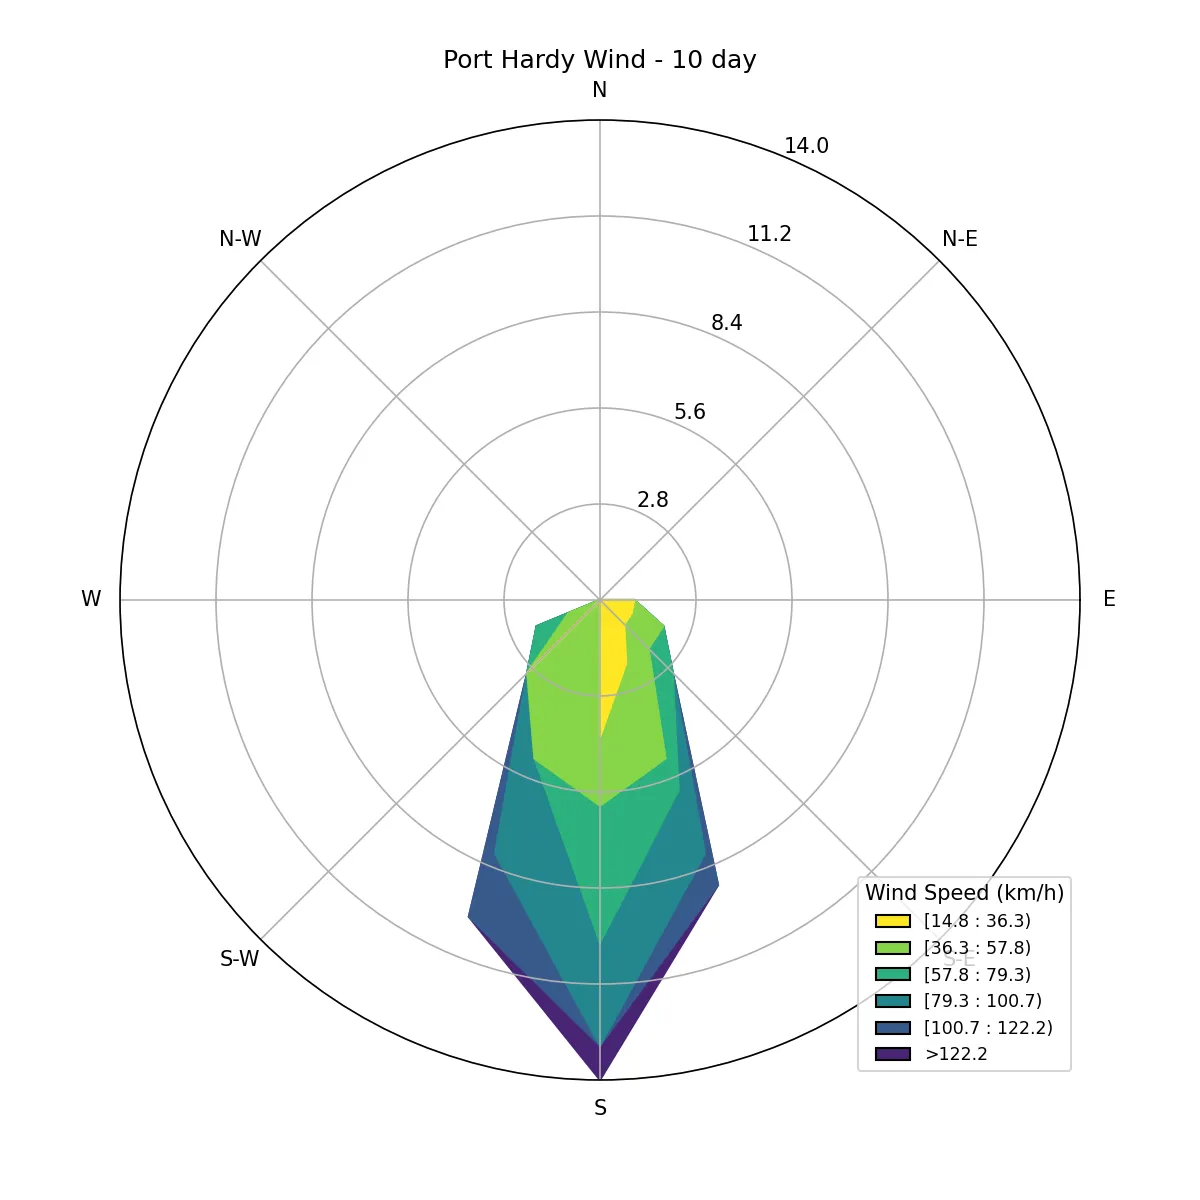 Port Hardy Wind - 10 day
N
14.0
N-W
N-E
11.2
8.4
5.6
2.8
W
E
S-W
S-E
Wind Speed (km/h)
[14.8 : 36.3)
[36.3 : 57.8)
[57.8 : 79.3)
[79.3 : 100.7)
[100.7 : 122.2)
>122.2
S